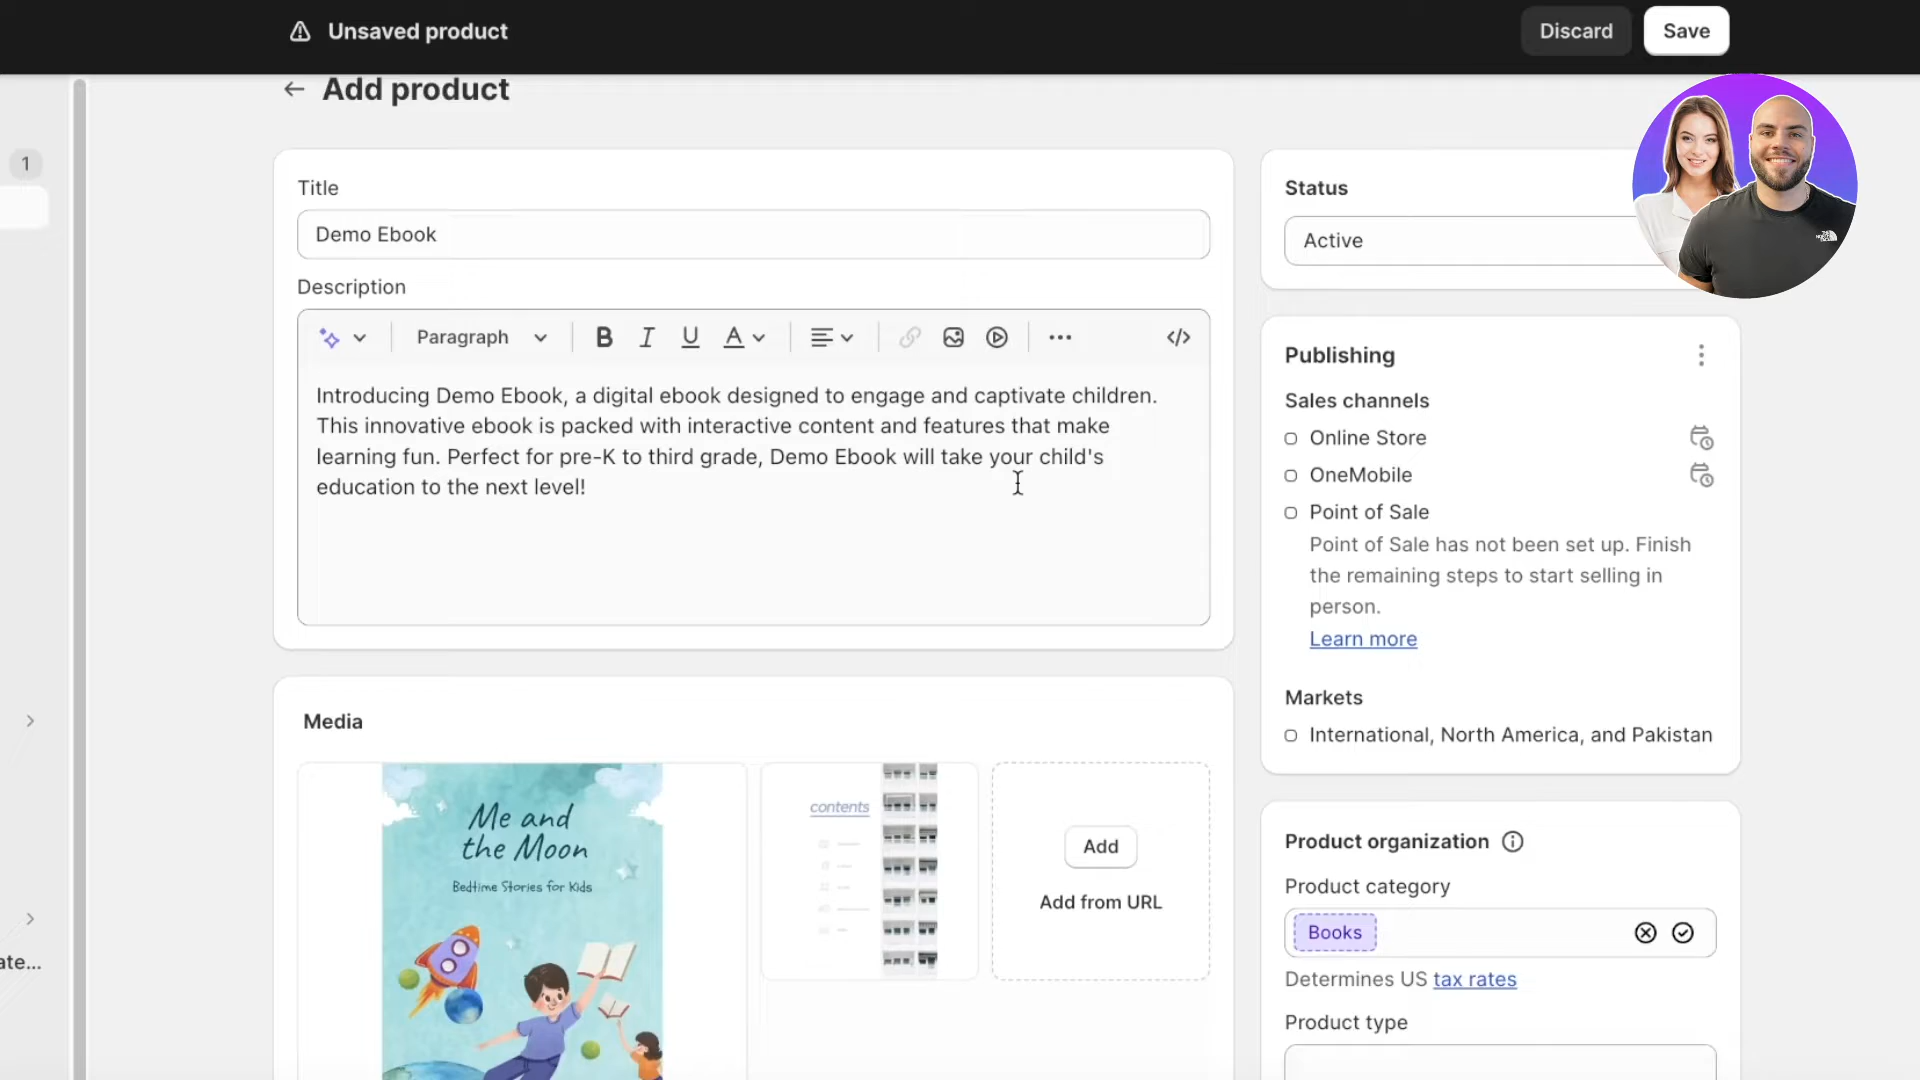 Unsaved product
Discard
Save
Add product
1
Title
Demo Ebook
Description
Paragraph
B I U A
Introducing Demo Ebook, a digital ebook designed to engage and captivate children.
This innovative ebook is packed with interactive content and features that make
learning fun. Perfect for pre-K to third grade, Demo Ebook will take your child's
education to the next level!
Media
Me and
the Moon
Bedtime Stories for Kids
contents
Add
Add from URL
ate...
Status
Active
Publishing
Sales channels
Online Store
OneMobile
Point of Sale
Point of Sale has not been set up. Finish
the remaining steps to start selling in
person.
Learn more
Markets
International, North America, and Pakistan
Product organization
Product category
Books
Determines US tax rates
Product type